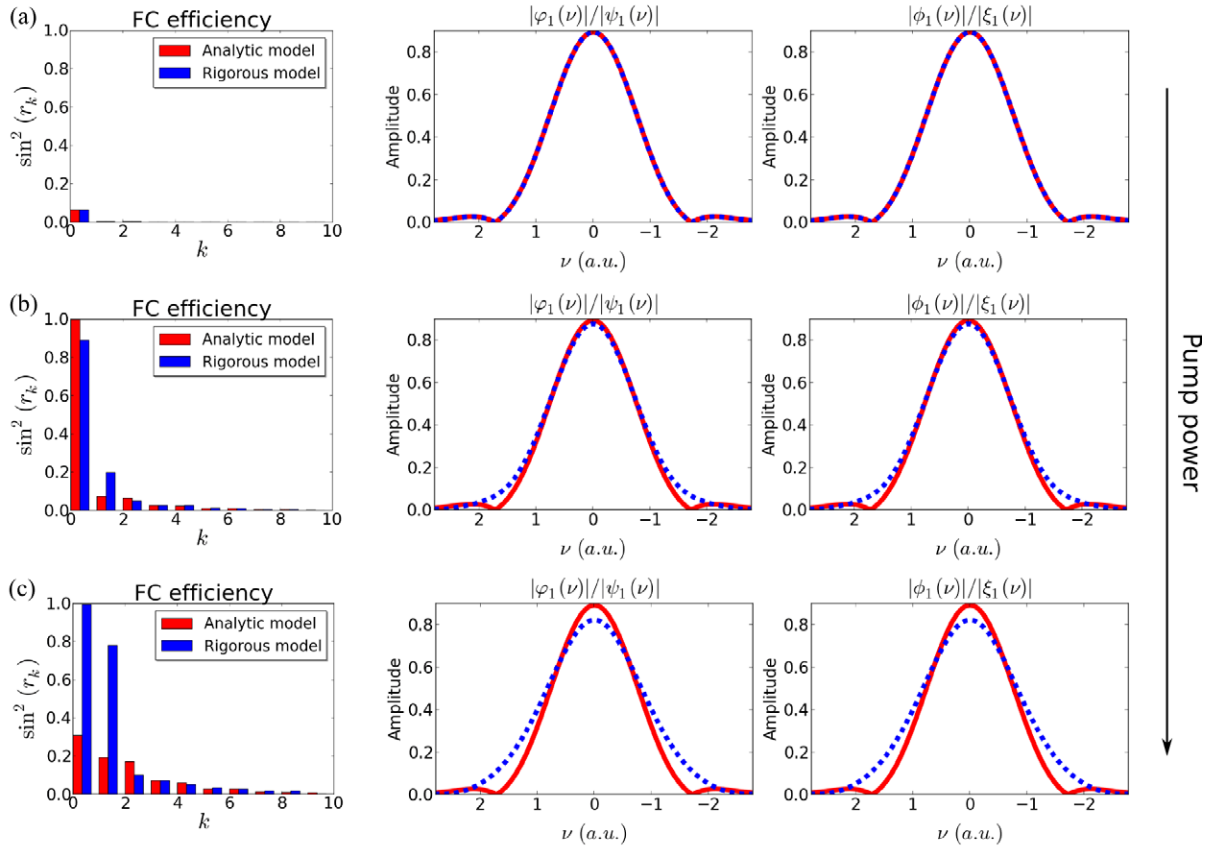 (a)
FC efficiency
|φ₁(ν)|/|ψ₁(ν)|
|ϕ₁(ν)|/|ξ₁(ν)|
1.0
0.8
0.6
0.4
0.2
0.0
sin² (r_k)
Analytic model
Rigorous model
0 2 4 6 8 10
k
0.8
0.6
0.4
0.2
0.0
Amplitude
2 1 0 −1 −2
ν (a.u.)
0.8
0.6
0.4
0.2
0.0
Amplitude
2 1 0 −1 −2
ν (a.u.)
(b)
FC efficiency
|φ₁(ν)|/|ψ₁(ν)|
|ϕ₁(ν)|/|ξ₁(ν)|
1.0
0.8
0.6
0.4
0.2
0.0
sin² (r_k)
Analytic model
Rigorous model
0 2 4 6 8 10
k
0.8
0.6
0.4
0.2
0.0
Amplitude
2 1 0 −1 −2
ν (a.u.)
0.8
0.6
0.4
0.2
0.0
Amplitude
2 1 0 −1 −2
ν (a.u.)
(c)
FC efficiency
|φ₁(ν)|/|ψ₁(ν)|
|ϕ₁(ν)|/|ξ₁(ν)|
1.0
0.8
0.6
0.4
0.2
0.0
sin² (r_k)
Analytic model
Rigorous model
0 2 4 6 8 10
k
0.8
0.6
0.4
0.2
0.0
Amplitude
2 1 0 −1 −2
ν (a.u.)
0.8
0.6
0.4
0.2
0.0
Amplitude
2 1 0 −1 −2
ν (a.u.)
Pump power